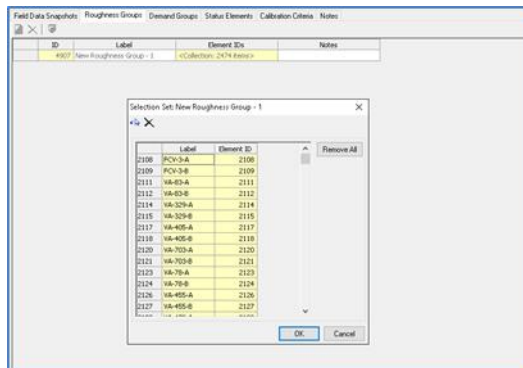 Field Data Snapshots Roughness Groups Demand Groups Status Elements Calibration Criteria Notes
ID Label Element IDs Notes
4907 New Roughness Group - 1 <Collection: 2474 items>
Selection Set: New Roughness Group - 1
Label Element ID
Remove All
2108 FCV-3-A 2108
2109 FCV-3-B 2109
2111 VA-83-A 2111
2112 VA-83-B 2112
2114 VA-329-A 2114
2115 VA-329-B 2115
2117 VA-405-A 2117
2118 VA-405-B 2118
2120 VA-703-A 2120
2121 VA-703-B 2121
2123 VA-78-A 2123
2124 VA-78-B 2124
2126 VA-455-A 2126
2127 VA-455-B 2127
OK Cancel